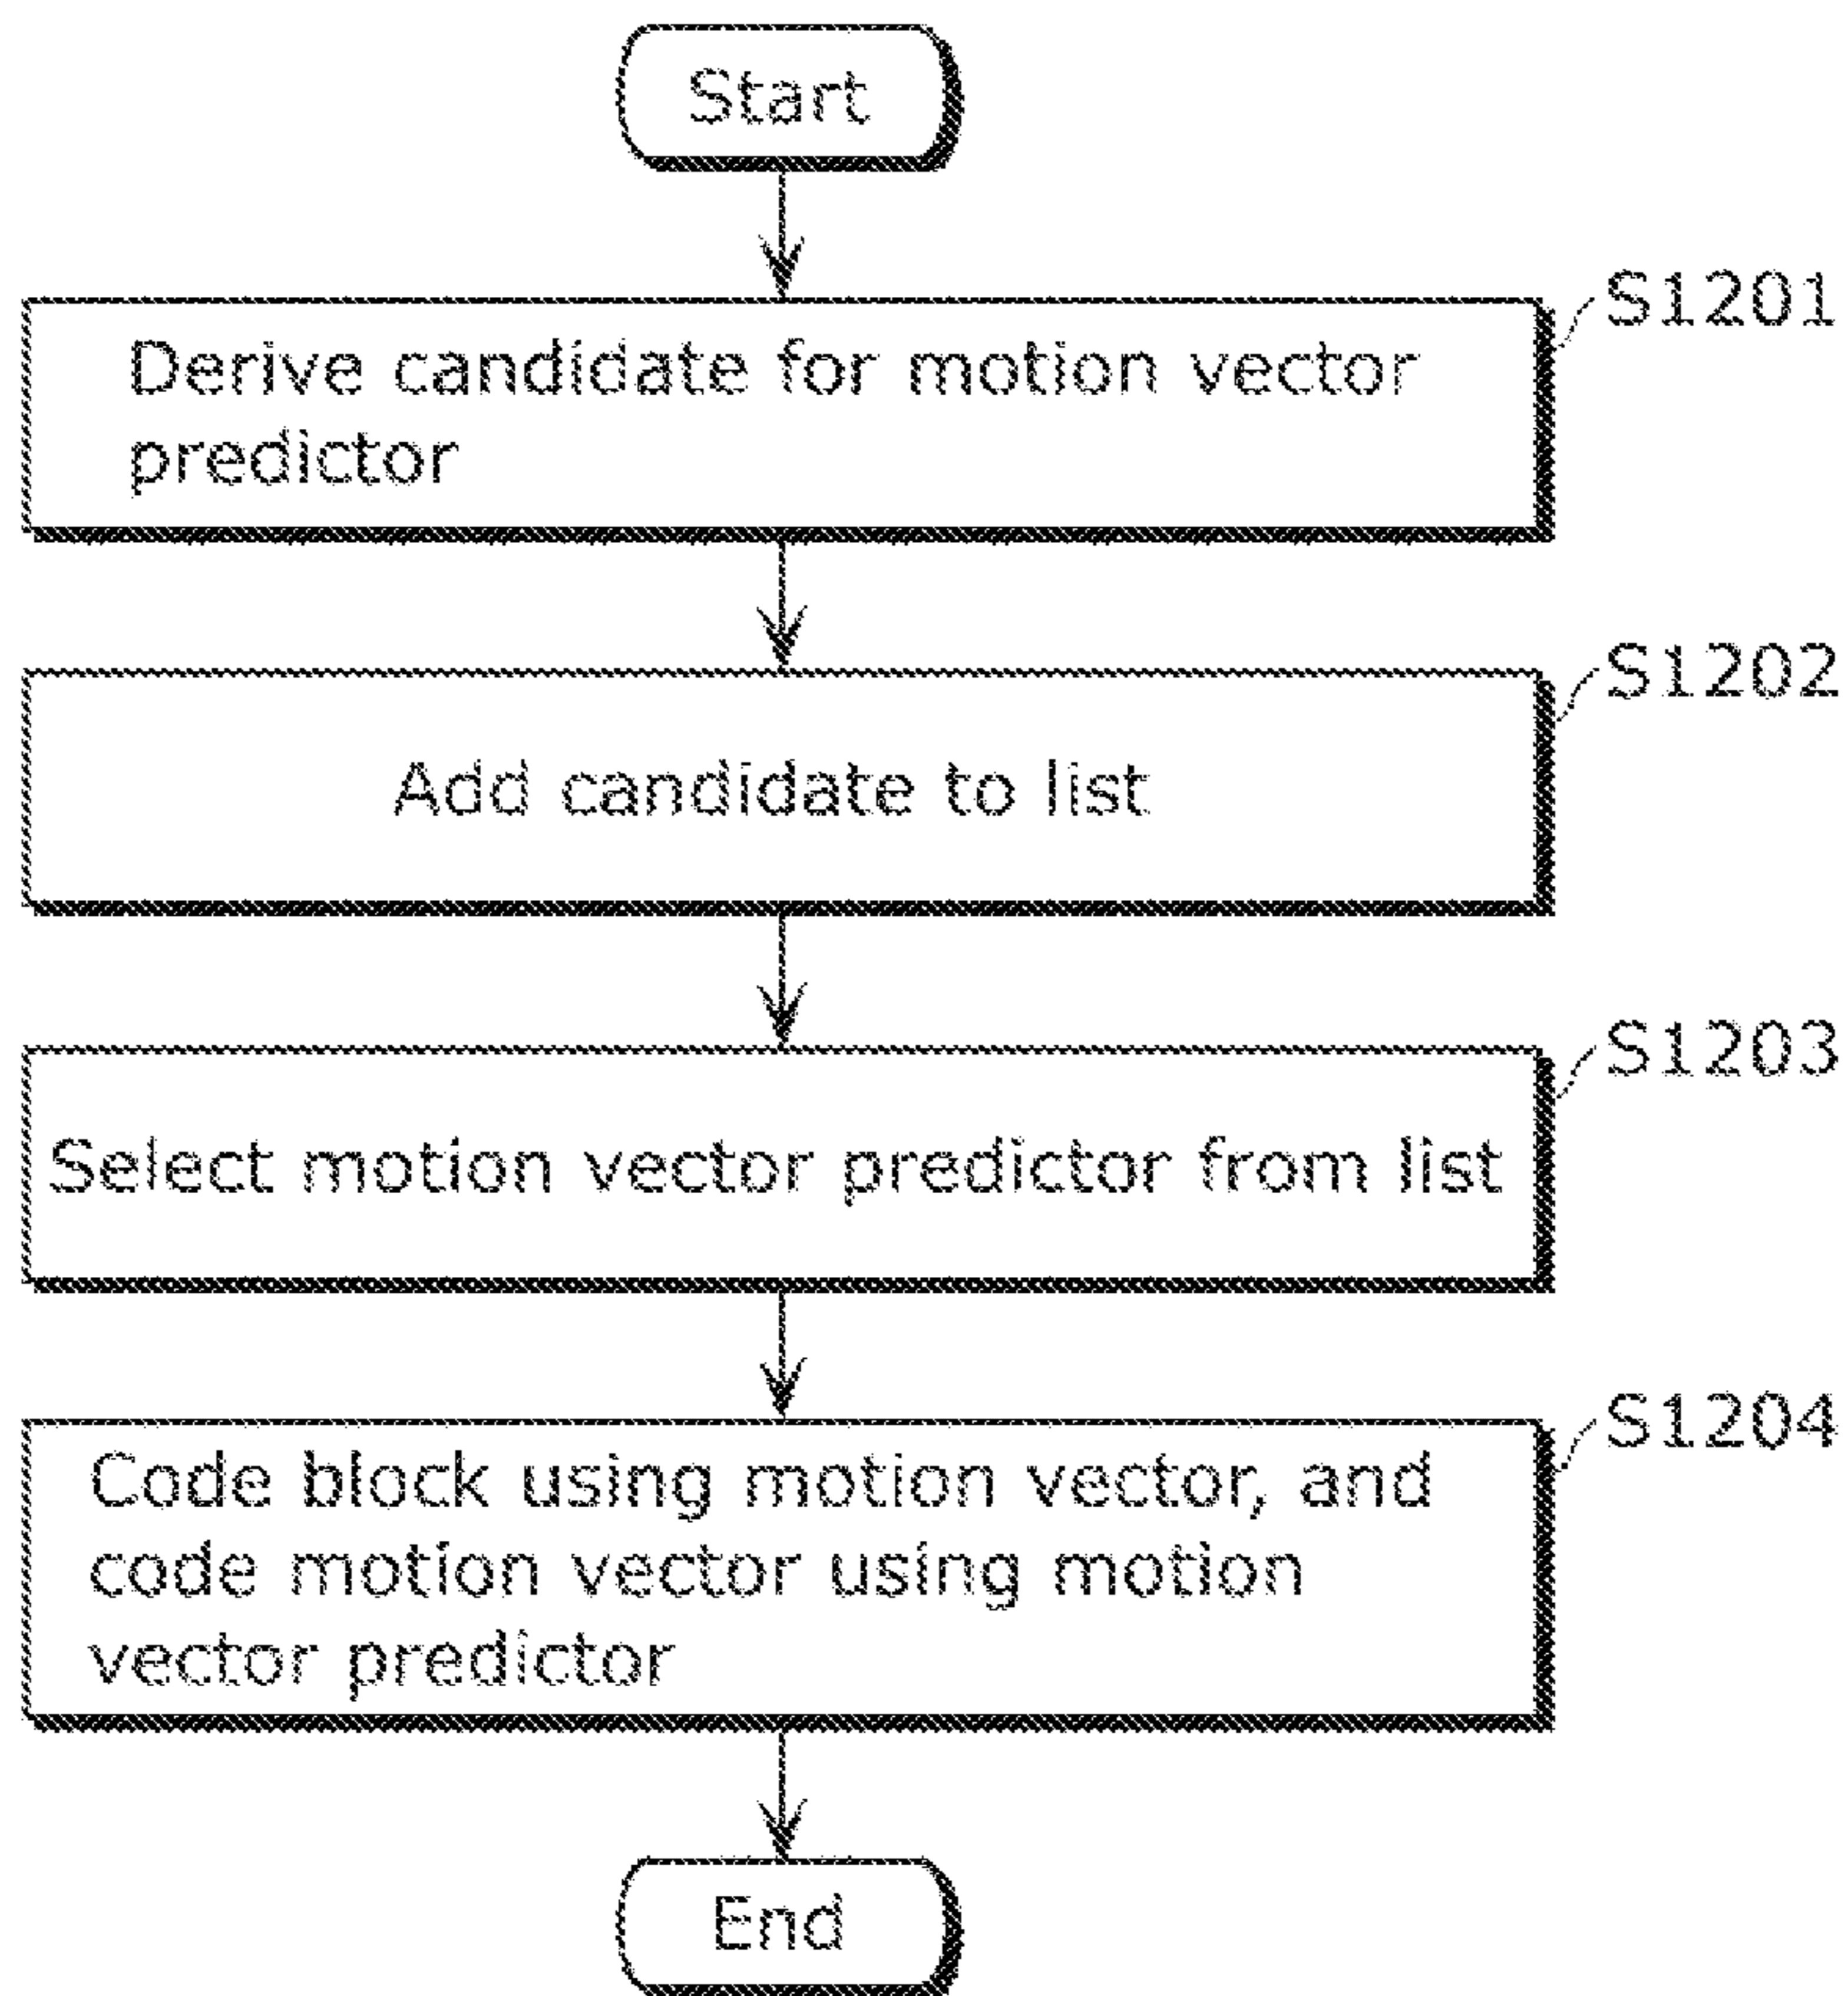 Start
S1201
Derive candidate for motion vector
predictor
S1202
Add candidate to list
S1203
Select motion vector predictor from list
S1204
Code block using motion vector, and
code motion vector using motion
vector predictor
End